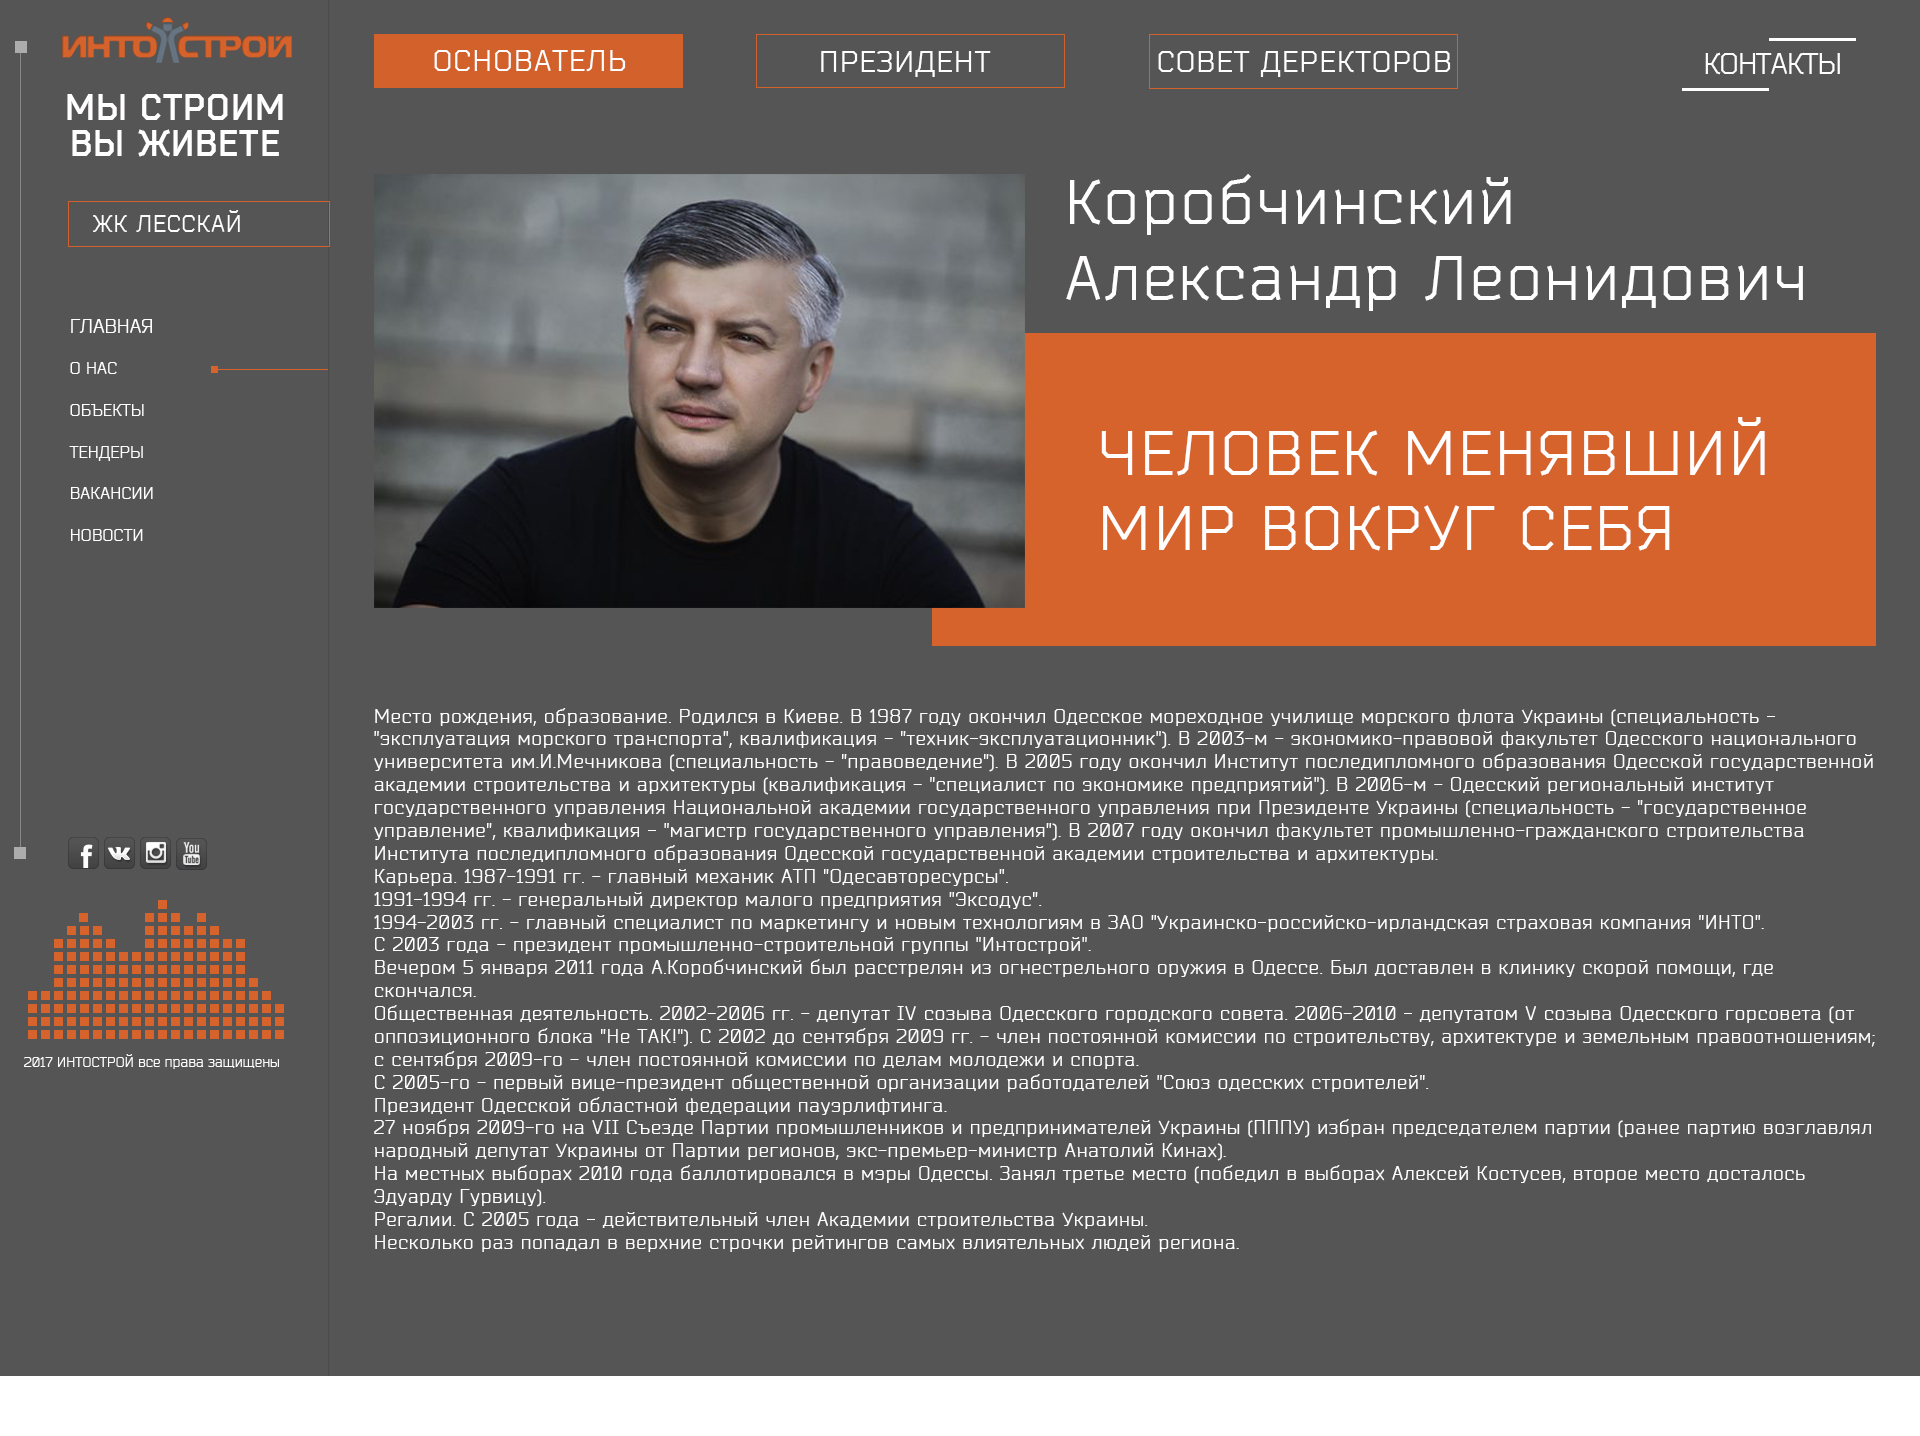 ИНТОСТРОЙ
МЫ СТРОИМ
ВЫ ЖИВЕТЕ
ЖК ЛЕССКАЙ
ГЛАВНАЯ
О НАС
ОБЪЕКТЫ
ТЕНДЕРЫ
ВАКАНСИИ
НОВОСТИ
You
Tube
2017 ИНТОСТРОЙ все права защищены
ОСНОВАТЕЛЬ
ПРЕЗИДЕНТ
СОВЕТ ДЕРЕКТОРОВ
КОНТАКТЫ
Коробчинский
Александр Леонидович
ЧЕЛОВЕК МЕНЯВШИЙ
МИР ВОКРУГ СЕБЯ
Место рождения, образование. Родился в Киеве. В 1987 году окончил Одесское мореходное училище морского флота Украины (специальность -
"эксплуатация морского транспорта", квалификация - "техник-эксплуатационник"). В 2003-м - экономико-правовой факультет Одесского национального
университета им.И.Мечникова (специальность - "правоведение"). В 2005 году окончил Институт последипломного образования Одесской государственной
академии строительства и архитектуры (квалификация - "специалист по экономике предприятий"). В 2006-м - Одесский региональный институт
государственного управления Национальной академии государственного управления при Президенте Украины (специальность - "государственное
управление", квалификация - "магистр государственного управления"). В 2007 году окончил факультет промышленно-гражданского строительства
Института последипломного образования Одесской государственной академии строительства и архитектуры.
Карьера. 1987-1991 гг. - главный механик АТП "Одесавторесурсы".
1991-1994 гг. - генеральный директор малого предприятия "Эксодус".
1994-2003 гг. - главный специалист по маркетингу и новым технологиям в ЗАО "Украинско-российско-ирландская страховая компания "ИНТО".
С 2003 года - президент промышленно-строительной группы "Интострой".
Вечером 5 января 2011 года А.Коробчинский был расстрелян из огнестрельного оружия в Одессе. Был доставлен в клинику скорой помощи, где
скончался.
Общественная деятельность. 2002-2006 гг. - депутат IV созыва Одесского городского совета. 2006-2010 - депутатом V созыва Одесского горсовета (от
оппозиционного блока "Не ТАК!"). С 2002 до сентября 2009 гг. - член постоянной комиссии по строительству, архитектуре и земельным правоотношениям;
с сентября 2009-го - член постоянной комиссии по делам молодежи и спорта.
С 2005-го - первый вице-президент общественной организации работодателей "Союз одесских строителей".
Президент Одесской областной федерации пауэрлифтинга.
27 ноября 2009-го на VII Съезде Партии промышленников и предпринимателей Украины (ПППУ) избран председателем партии (ранее партию возглавлял
народный депутат Украины от Партии регионов, экс-премьер-министр Анатолий Кинах).
На местных выборах 2010 года баллотировался в мэры Одессы. Занял третье место (победил в выборах Алексей Костусев, второе место досталось
Эдуарду Гурвицу).
Регалии. С 2005 года - действительный член Академии строительства Украины.
Несколько раз попадал в верхние строчки рейтингов самых влиятельных людей региона.